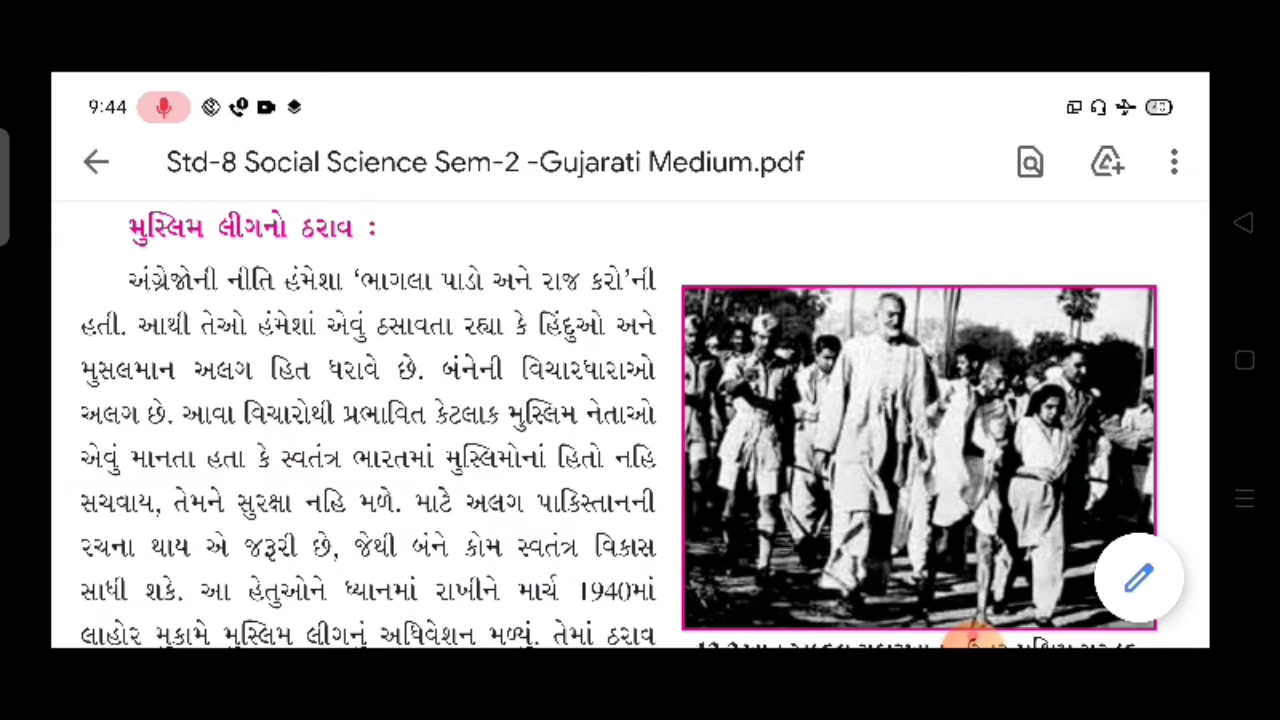 9:44
Std-8 Social Science Sem-2 -Gujarati Medium.pdf
મુસ્લિમ લીગનો ઠરાવ :
અંગ્રેજોની નીતિ હંમેશા ‘ભાગલા પાડો અને રાજ કરો’ની
હતી. આથી તેઓ હંમેશાં એવું ઠસાવતા રહ્યા કે હિંદુઓ અને
મુસલમાન અલગ હિત ધરાવે છે. બંનેની વિચારધારાઓ
અલગ છે. આવા વિચારોથી પ્રભાવિત કેટલાક મુસ્લિમ નેતાઓ
એવું માનતા હતા કે સ્વતંત્ર ભારતમાં મુસ્લિમોનાં હિતો નહિ
સચવાય, તેમને સુરક્ષા નહિ મળે. માટે અલગ પાકિસ્તાનની
રચના થાય એ જરૂરી છે, જેથી બંને કોમ સ્વતંત્ર વિકાસ
સાધી શકે. આ હેતુઓને ધ્યાનમાં રાખીને માર્ચ 1940માં
લાહોર મુકામે મુસ્લિમ લીગનું અધિવેશન મળ્યું. તેમાં ઠરાવ